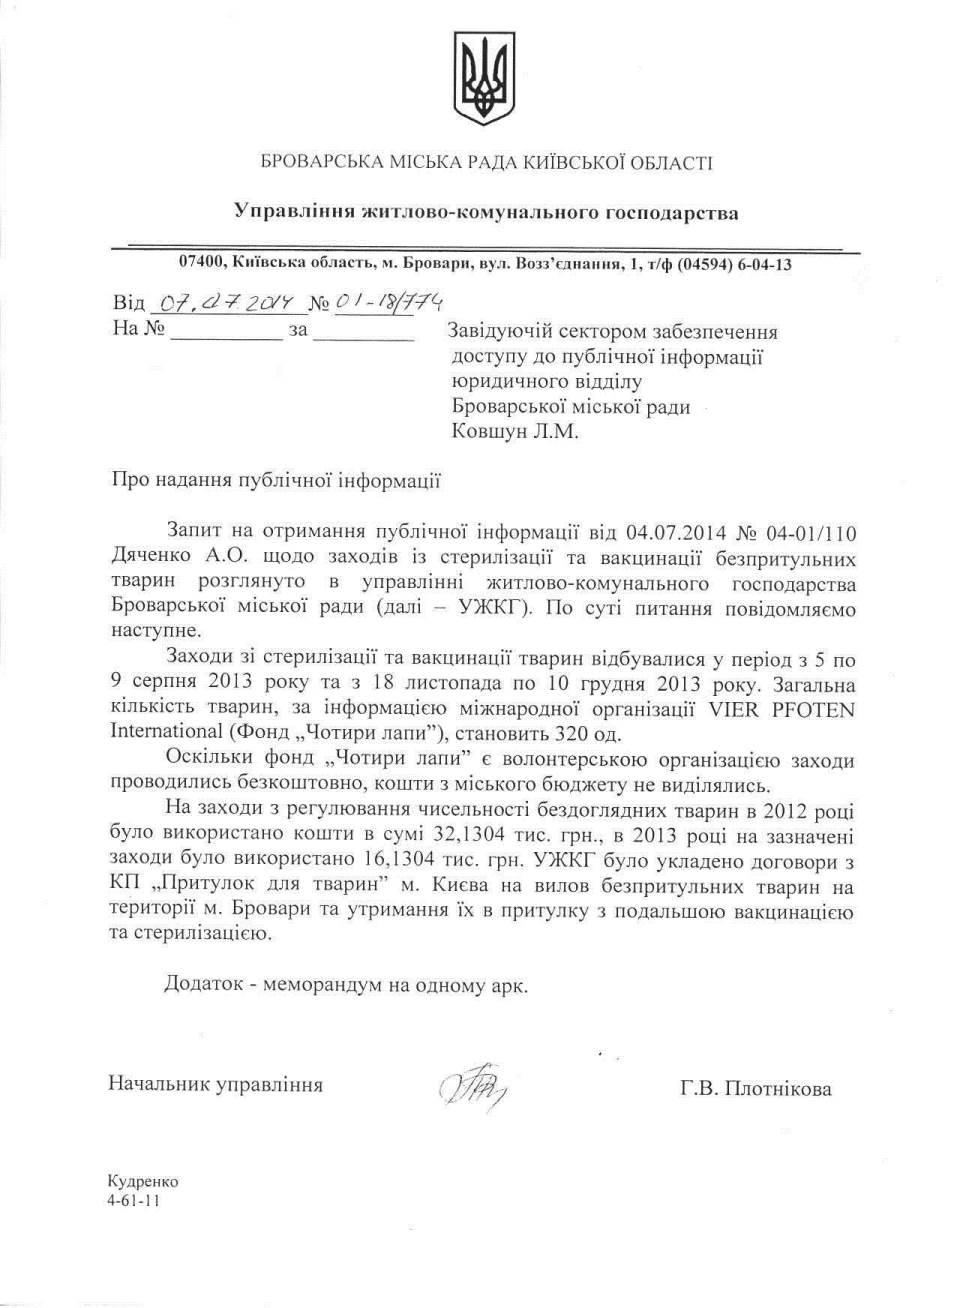 БРОВАРСЬКА МІСЬКА РАДА КИЇВСЬКОЇ ОБЛАСТІ
Управління житлово-комунального господарства
07400, Київська область, м. Бровари, вул. Возз’єднання, 1, т/ф (04594) 6-04-13
Від 07.07.2014 № 01-18/774
На № ___________ за __________
Завідуючій сектором забезпечення
доступу до публічної інформації
юридичного відділу
Броварської міської ради
Ковшун Л.М.
Про надання публічної інформації
Запит на отримання публічної інформації від 04.07.2014 № 04-01/110
Дяченко А.О. щодо заходів із стерилізації та вакцинації безпритульних
тварин розглянуто в управлінні житлово-комунального господарства
Броварської міської ради (далі – УЖКГ). По суті питання повідомляємо
наступне.
Заходи зі стерилізації та вакцинації тварин відбувалися у період з 5 по
9 серпня 2013 року та з 18 листопада по 10 грудня 2013 року. Загальна
кількість тварин, за інформацією міжнародної організації VIER PFOTEN
International (Фонд „Чотири лапи”), становить 320 од.
Оскільки фонд „Чотири лапи” є волонтерською організацією заходи
проводились безкоштовно, кошти з міського бюджету не виділялись.
На заходи з регулювання чисельності бездоглядних тварин в 2012 році
було використано кошти в сумі 32,1304 тис. грн., в 2013 році на зазначені
заходи було використано 16,1304 тис. грн. УЖКГ було укладено договори з
КП „Притулок для тварин” м. Києва на вилов безпритульних тварин на
території м. Бровари та утримання їх в притулку з подальшою вакцинацією
та стерилізацією.
Додаток - меморандум на одному арк.
Начальник управління Г.В. Плотнікова
Кудренко
4-61-11